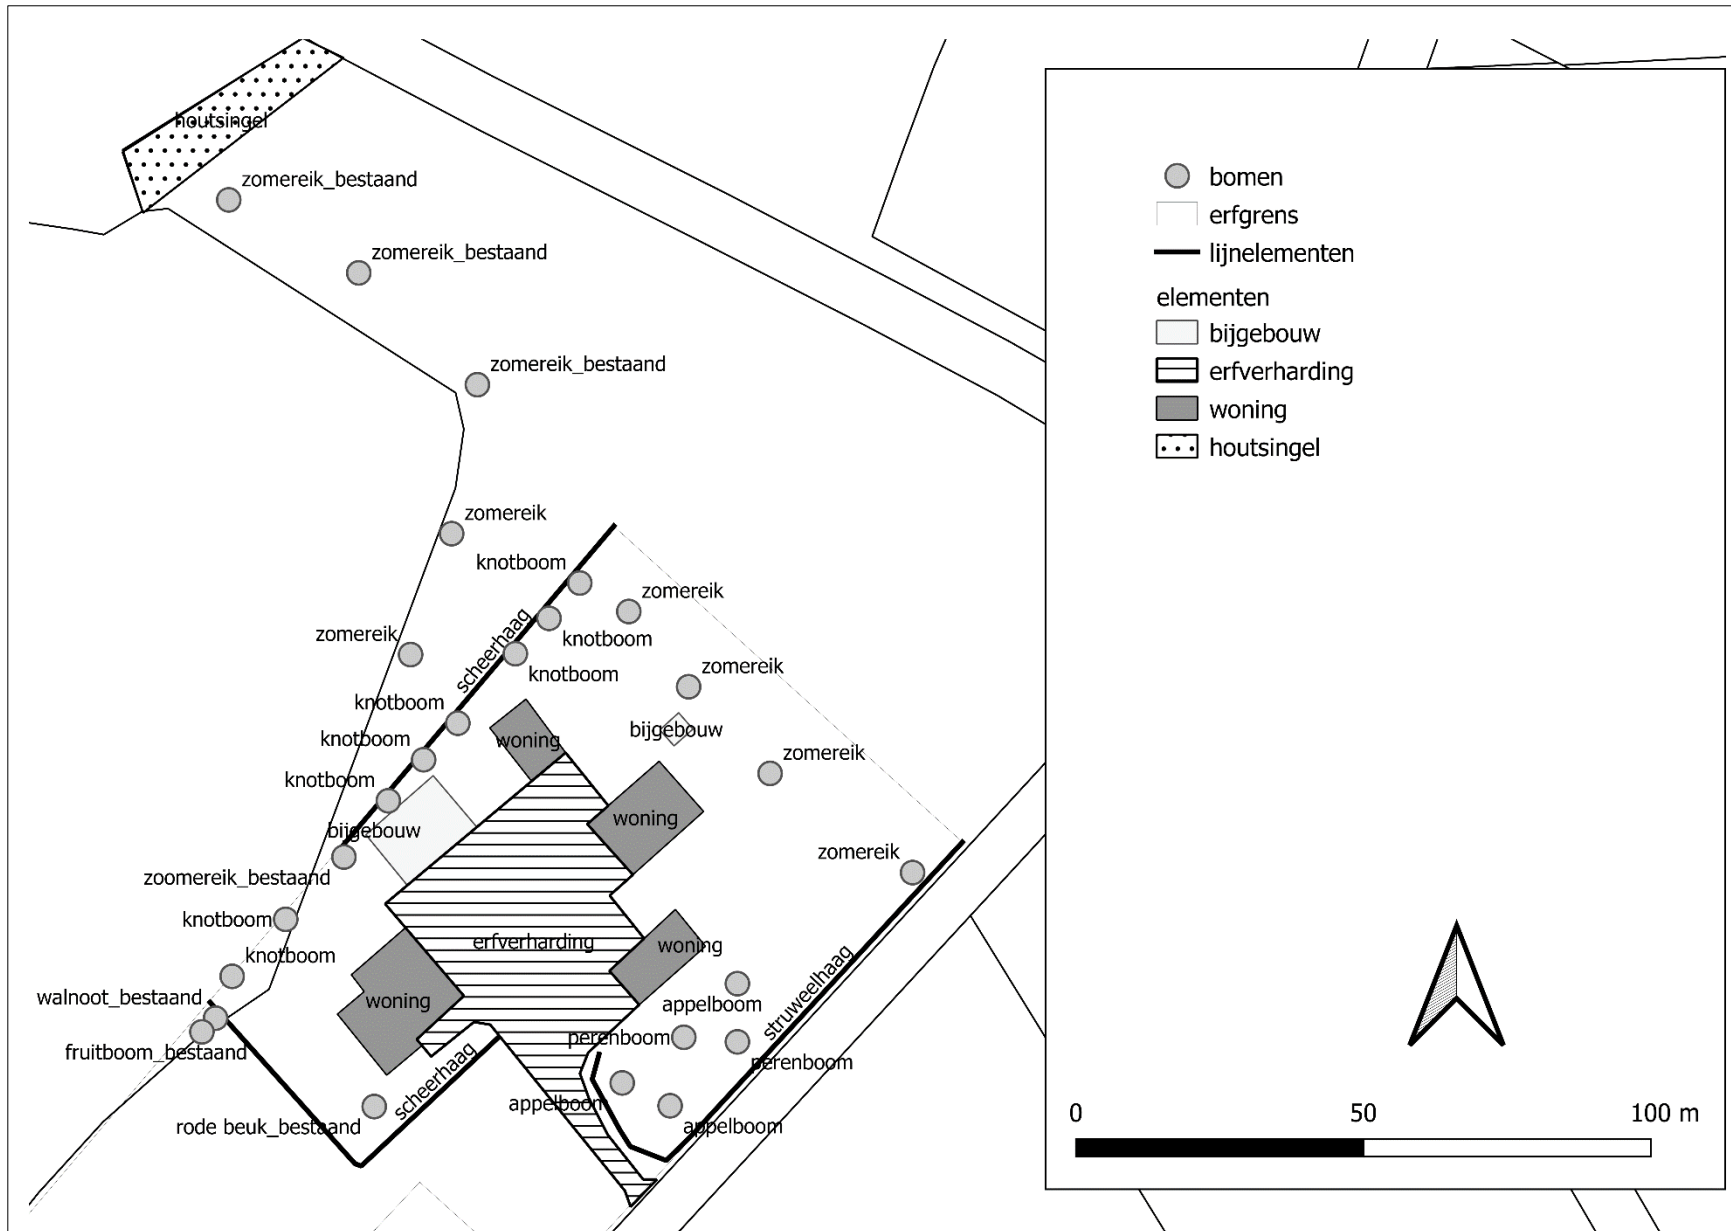 houtsingel
zomereik_bestaand
zomereik_bestaand
zomereik_bestaand
zomereik
knotboom
zomereik
scheerhaag
knotboom
zomereik
knotboom
zomereik
knotboom
bijgebouw
knotboom
woning
zomereik
knotboom
woning
bijgebouw
zomereik
zoomereik_bestaand
knotboom
erfverharding
woning
knotboom
walnoot_bestaand
woning
appelboom
struweelhaag
fruitboom_bestaand
perenboom
perenboom
scheerhaag
appelboom
rode beuk_bestaand
appelboom
bomen
erfgrens
lijnelementen
elementen
bijgebouw
erfverharding
woning
houtsingel
0 50 100 m